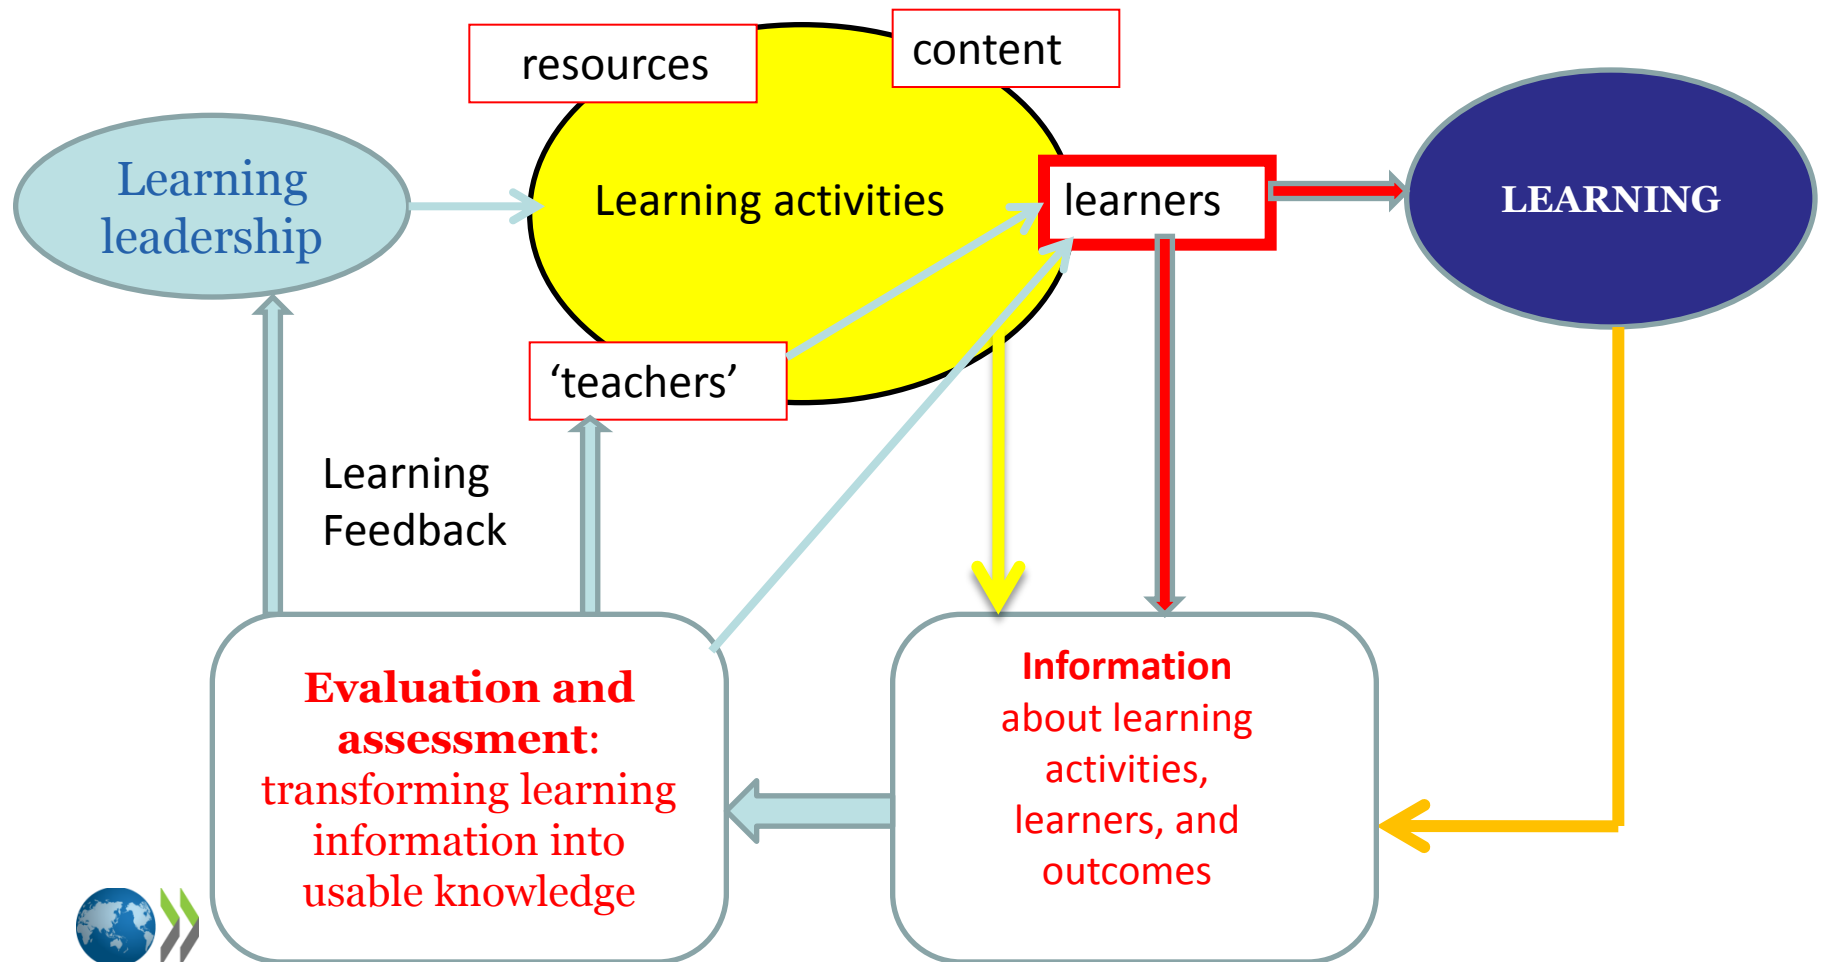 resources
content
Learning
leadership
Learning activities
learners
LEARNING
‘teachers’
Learning
Feedback
Evaluation and
assessment:
transforming learning
information into
usable knowledge
Information
about learning
activities,
learners, and
outcomes